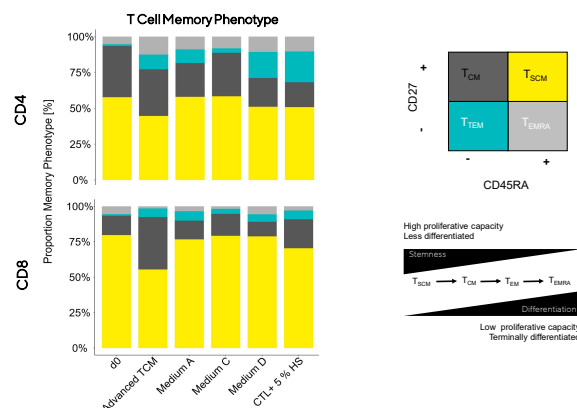 T Cell Memory Phenotype
CD4
CD8
Proportion Memory Phenotype [%]
100%
75%
50%
25%
0%
100%
75%
50%
25%
0%
d0
Advanced TCM
Medium A
Medium C
Medium D
CTL+ 5 % HS
CD27
+
-
TCM
TSCM
TTEM
TEMRA
-
+
CD45RA
High proliferative capacity
Less differentiated
Stemness
TSCM TCM TEM TEMRA
Differentiation
Low proliferative capacity
Terminally differentiated